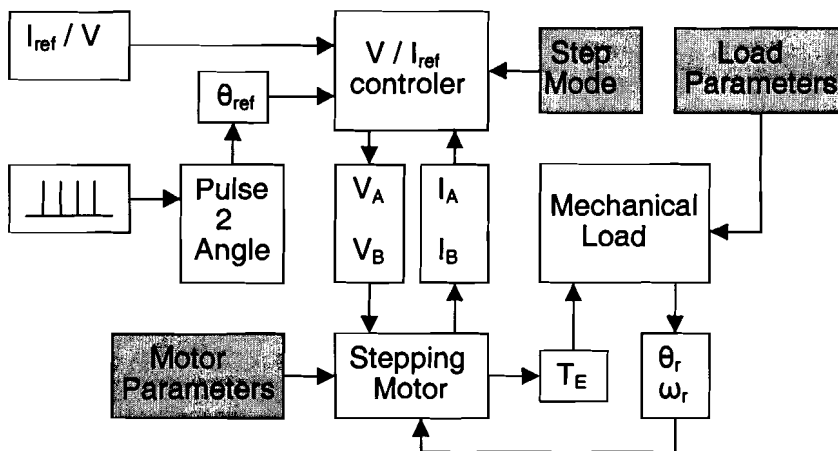 I_ref / V
V / I_ref
controler
Step
Mode
Load
Parameters
θ_ref
Pulse
2
Angle
V_A
V_B
I_A
I_B
Mechanical
Load
Motor
Parameters
Stepping
Motor
T_E
θ_r
ω_r